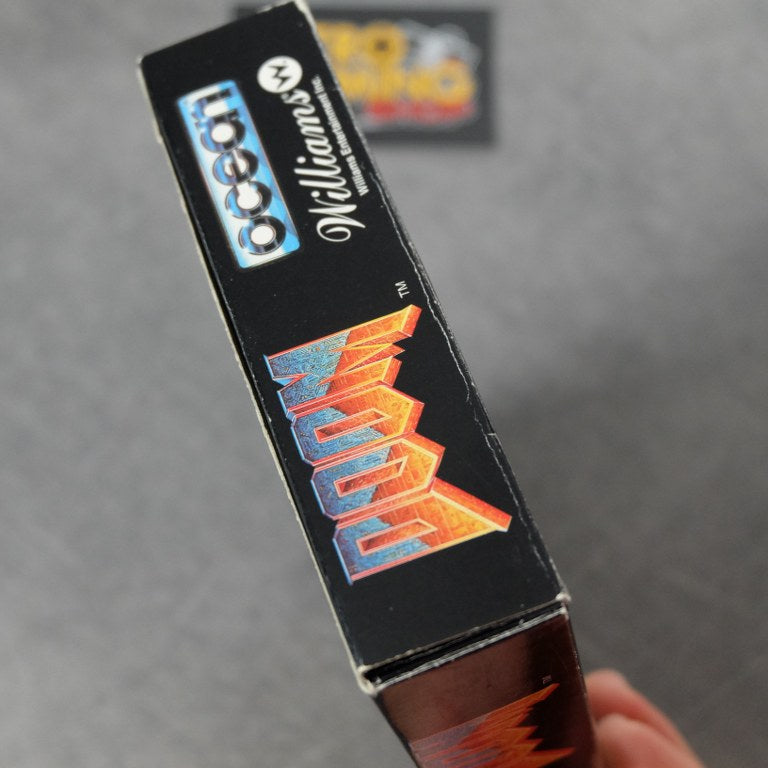 ocean
Williams
Williams Entertainment Inc.
DOOM
TM